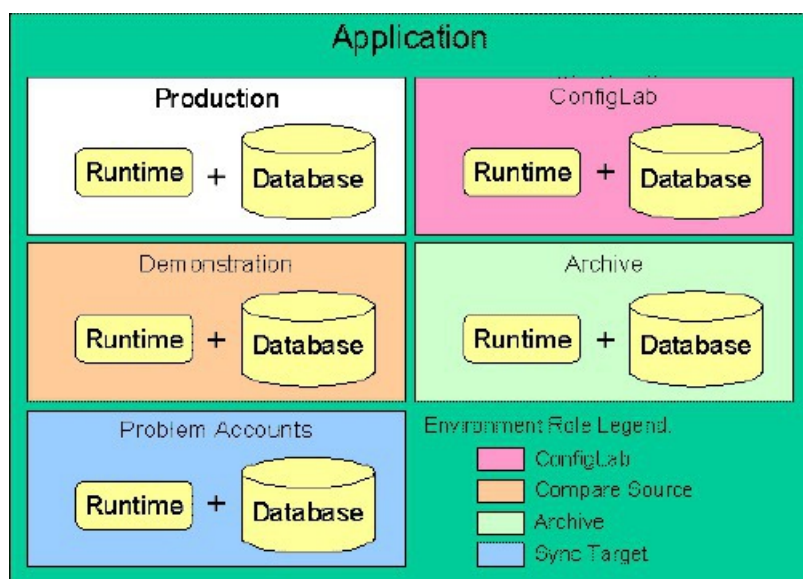 Application
Production
Runtime + Database
ConfigLab
Runtime + Database
Demonstration
Runtime + Database
Archive
Runtime + Database
Problem Accounts
Runtime + Database
Environment Role Legend.
ConfigLab
Compare Source
Archive
Sync Target